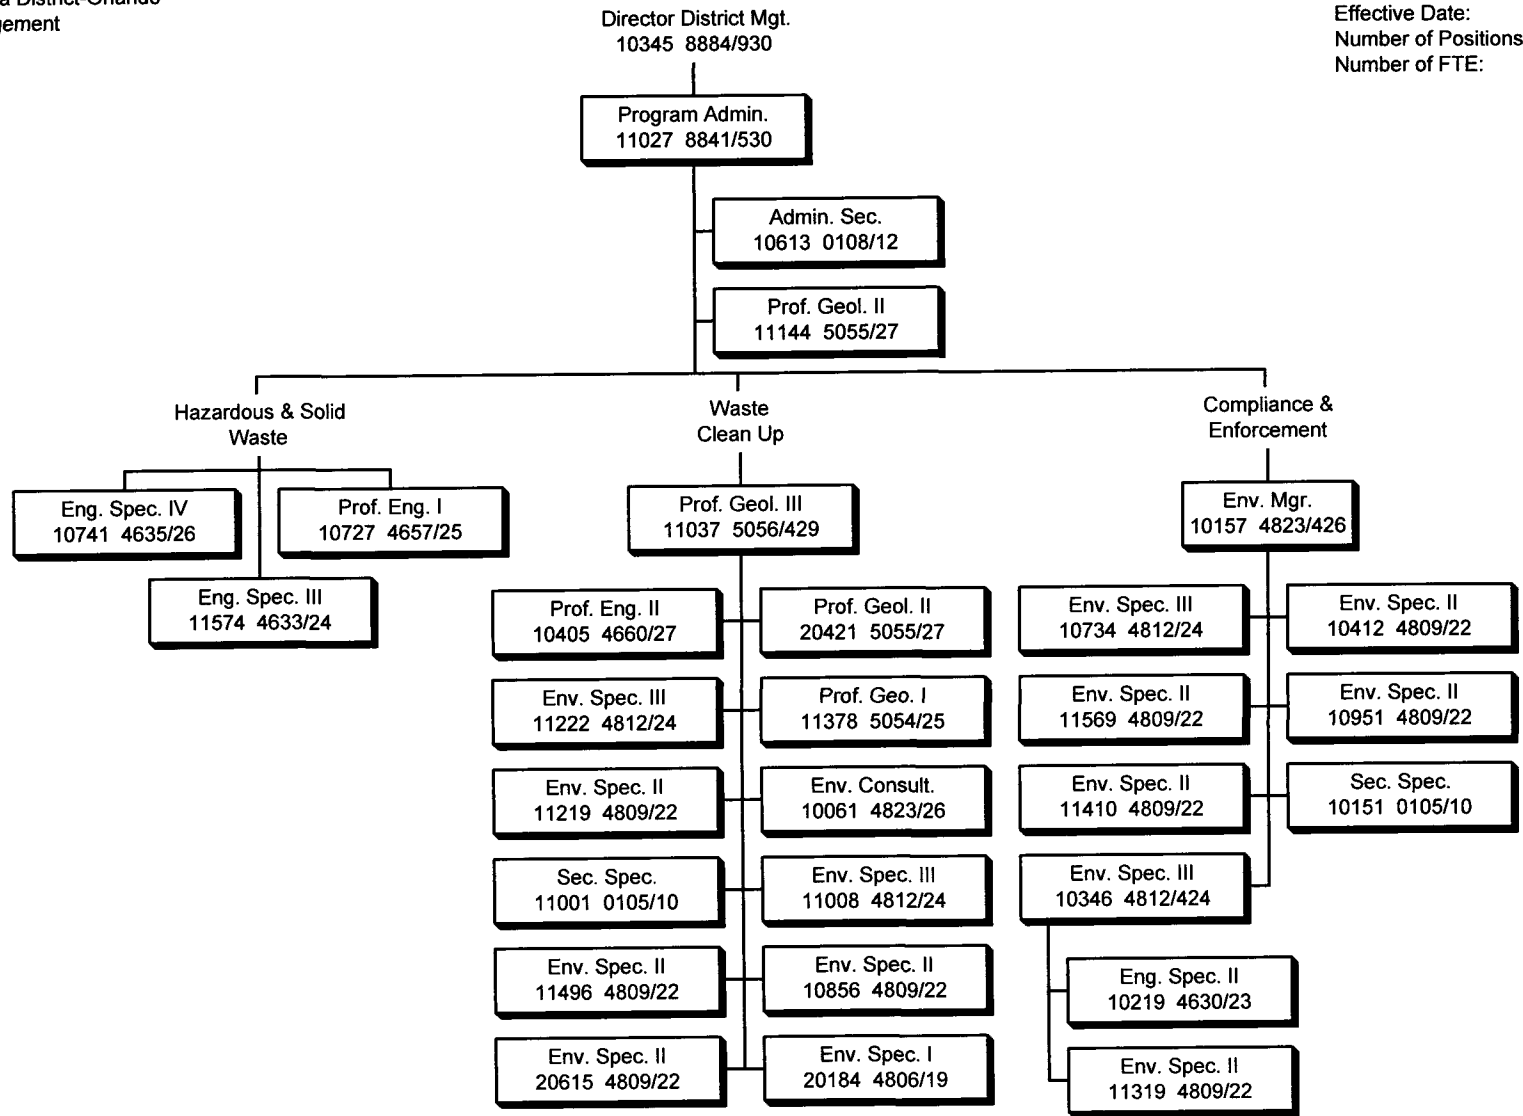 District-Orlando
Director District Mgt.
10345 8884/930
Effective Date:
Number of Positions
Number of FTE:
Program Admin.
11027 8841/530
Admin. Sec.
10613 0108/12
Prof. Geol. II
11144 5055/27
Hazardous & Solid
Waste
Waste
Clean Up
Compliance &
Enforcement
Eng. Spec. IV
10741 4635/26
Prof. Eng. I
10727 4657/25
Eng. Spec. III
11574 4633/24
Prof. Geol. III
11037 5056/429
Prof. Eng. II
10405 4660/27
Prof. Geol. II
20421 5055/27
Env. Spec. III
11222 4812/24
Prof. Geo. I
11378 5054/25
Env. Spec. II
11219 4809/22
Env. Consult.
10061 4823/26
Sec. Spec.
11001 0105/10
Env. Spec. III
11008 4812/24
Env. Spec. II
11496 4809/22
Env. Spec. II
10856 4809/22
Env. Spec. II
20615 4809/22
Env. Spec. I
20184 4806/19
Env. Mgr.
10157 4823/426
Env. Spec. III
10734 4812/24
Env. Spec. II
10412 4809/22
Env. Spec. II
11569 4809/22
Env. Spec. II
10951 4809/22
Env. Spec. II
11410 4809/22
Sec. Spec.
10151 0105/10
Env. Spec. III
10346 4812/424
Eng. Spec. II
10219 4630/23
Env. Spec. II
11319 4809/22